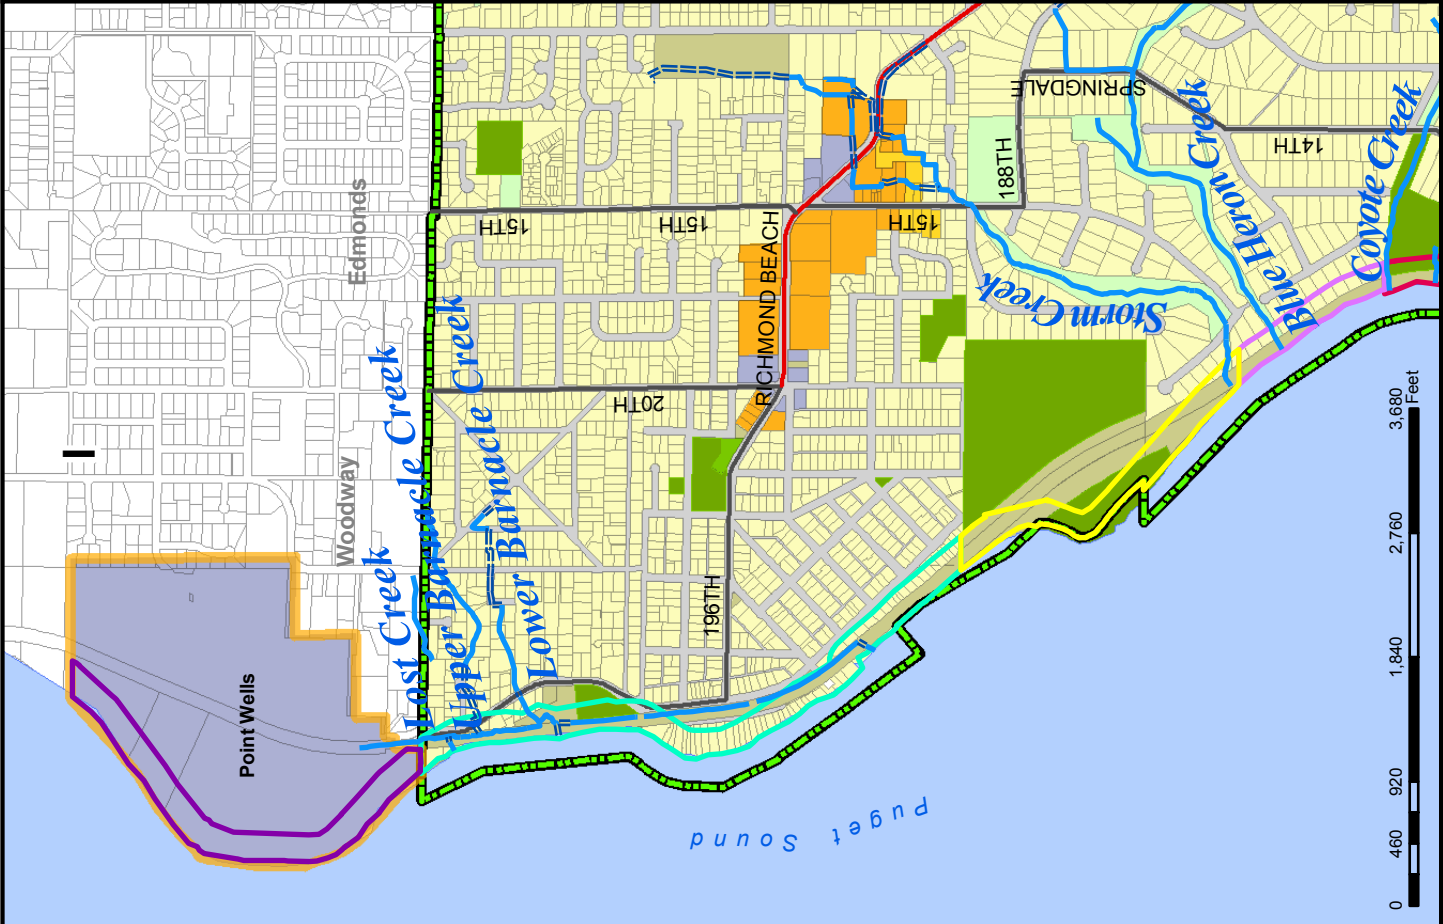 Edmonds
Woodway
Point Wells
Lost Creek
Upper Barnacle Creek
Lower Barnacle Creek
15TH
15TH
15TH
20TH
RICHMOND BEACH
196TH
188TH
SPRINGDALE
14TH
Storm Creek
Blue Heron Creek
Coyote Creek
Puget Sound
0 460 920 1,840 2,760 3,680
Feet